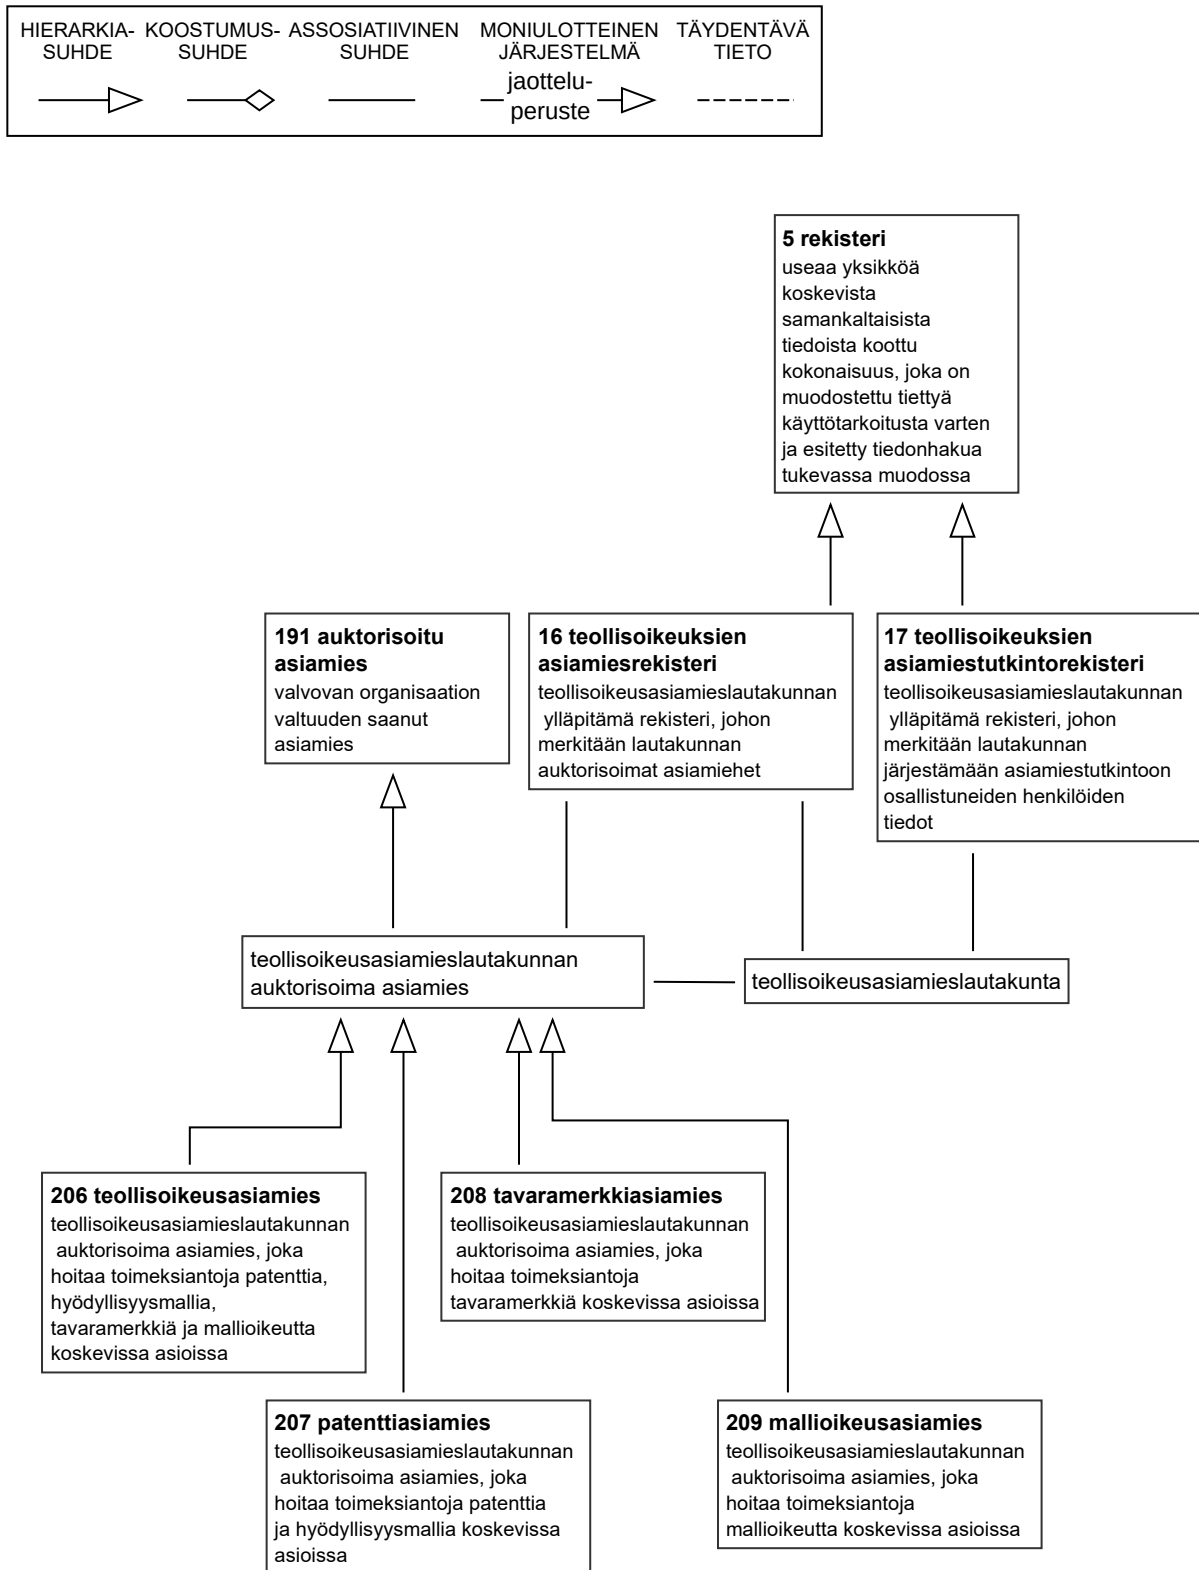 HIERARKIA-
SUHDE
KOOSTUMUS-
SUHDE
ASSOSIATIIVINEN
SUHDE
MONIULOTTEINEN
JÄRJESTELMÄ
jaottelu-
peruste
TÄYDENTÄVÄ
TIETO
5 rekisteri
useaa yksikköä
koskevista
samankaltaisista
tiedoista koottu
kokonaisuus, joka on
muodostettu tiettyä
käyttötarkoitusta varten
ja esitetty tiedonhakua
tukevassa muodossa
191 auktorisoitu
asiamies
valvovan organisaation
valtuuden saanut
asiamies
16 teollisoikeuksien
asiamiesrekisteri
teollisoikeusasiamieslautakunnan
ylläpitämä rekisteri, johon
merkitään lautakunnan
auktorisoimat asiamiehet
17 teollisoikeuksien
asiamiestutkintorekisteri
teollisoikeusasiamieslautakunnan
ylläpitämä rekisteri, johon
merkitään lautakunnan
järjestämään asiamiestutkintoon
osallistuneiden henkilöiden
tiedot
teollisoikeusasiamieslautakunnan
auktorisoima asiamies
teollisoikeusasiamieslautakunta
206 teollisoikeusasiamies
teollisoikeusasiamieslautakunnan
auktorisoima asiamies, joka
hoitaa toimeksiantoja patenttia,
hyödyllisyysmallia,
tavaramerkkiä ja mallioikeutta
koskevissa asioissa
208 tavaramerkkiasiamies
teollisoikeusasiamieslautakunnan
auktorisoima asiamies, joka
hoitaa toimeksiantoja
tavaramerkkiä koskevissa asioissa
207 patenttiasiamies
teollisoikeusasiamieslautakunnan
auktorisoima asiamies, joka
hoitaa toimeksiantoja patenttia
ja hyödyllisyysmallia koskevissa
asioissa
209 mallioikeusasiamies
teollisoikeusasiamieslautakunnan
auktorisoima asiamies, joka
hoitaa toimeksiantoja
mallioikeutta koskevissa asioissa